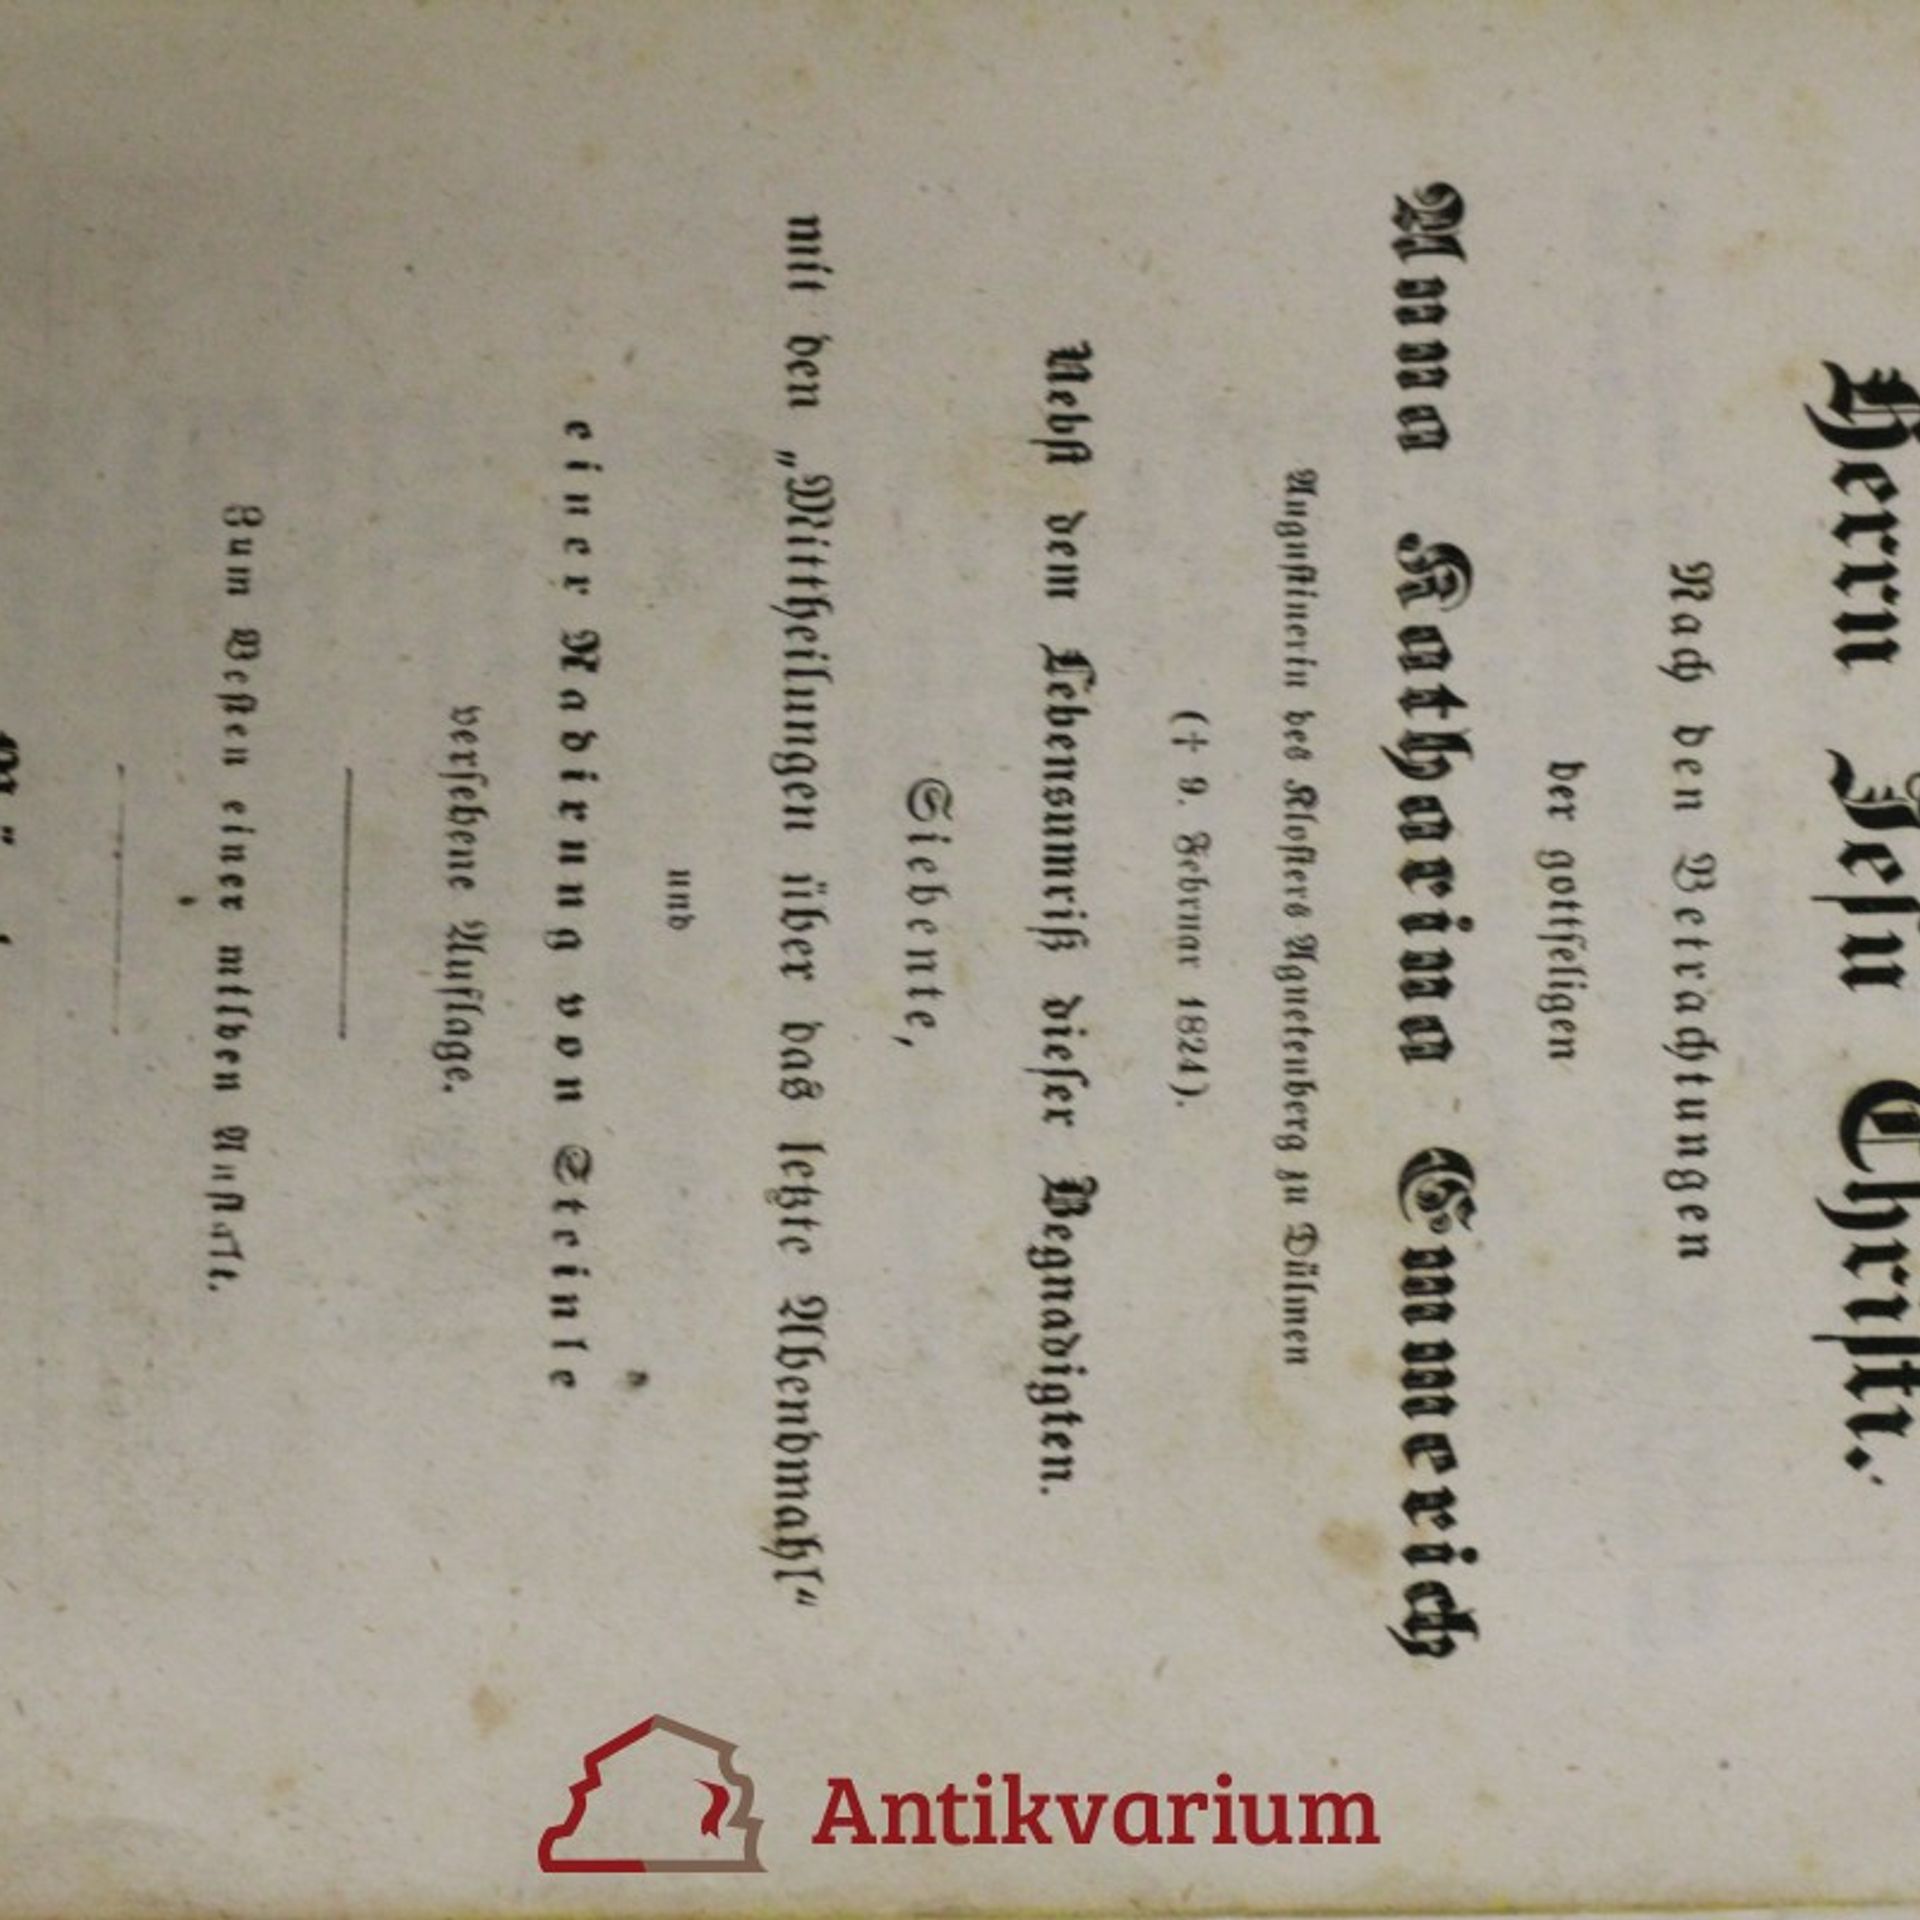 Herrn Jesu Christi.
Nach den Betrachtungen
der gottseligen
Anna Katharina Emmerich
Augustinerin des Klosters Agnetenberg zu Dülmen
(† 9. Februar 1824).
Nebst dem Lebensumriß dieser Begnadigten.
Siebente,
mit den „Mittheilungen über das letzte Abendmahl“
und
einer Radirung von Steinle
versehene Auflage.
Zum Besten einer milden Anstalt.
Antikvarium